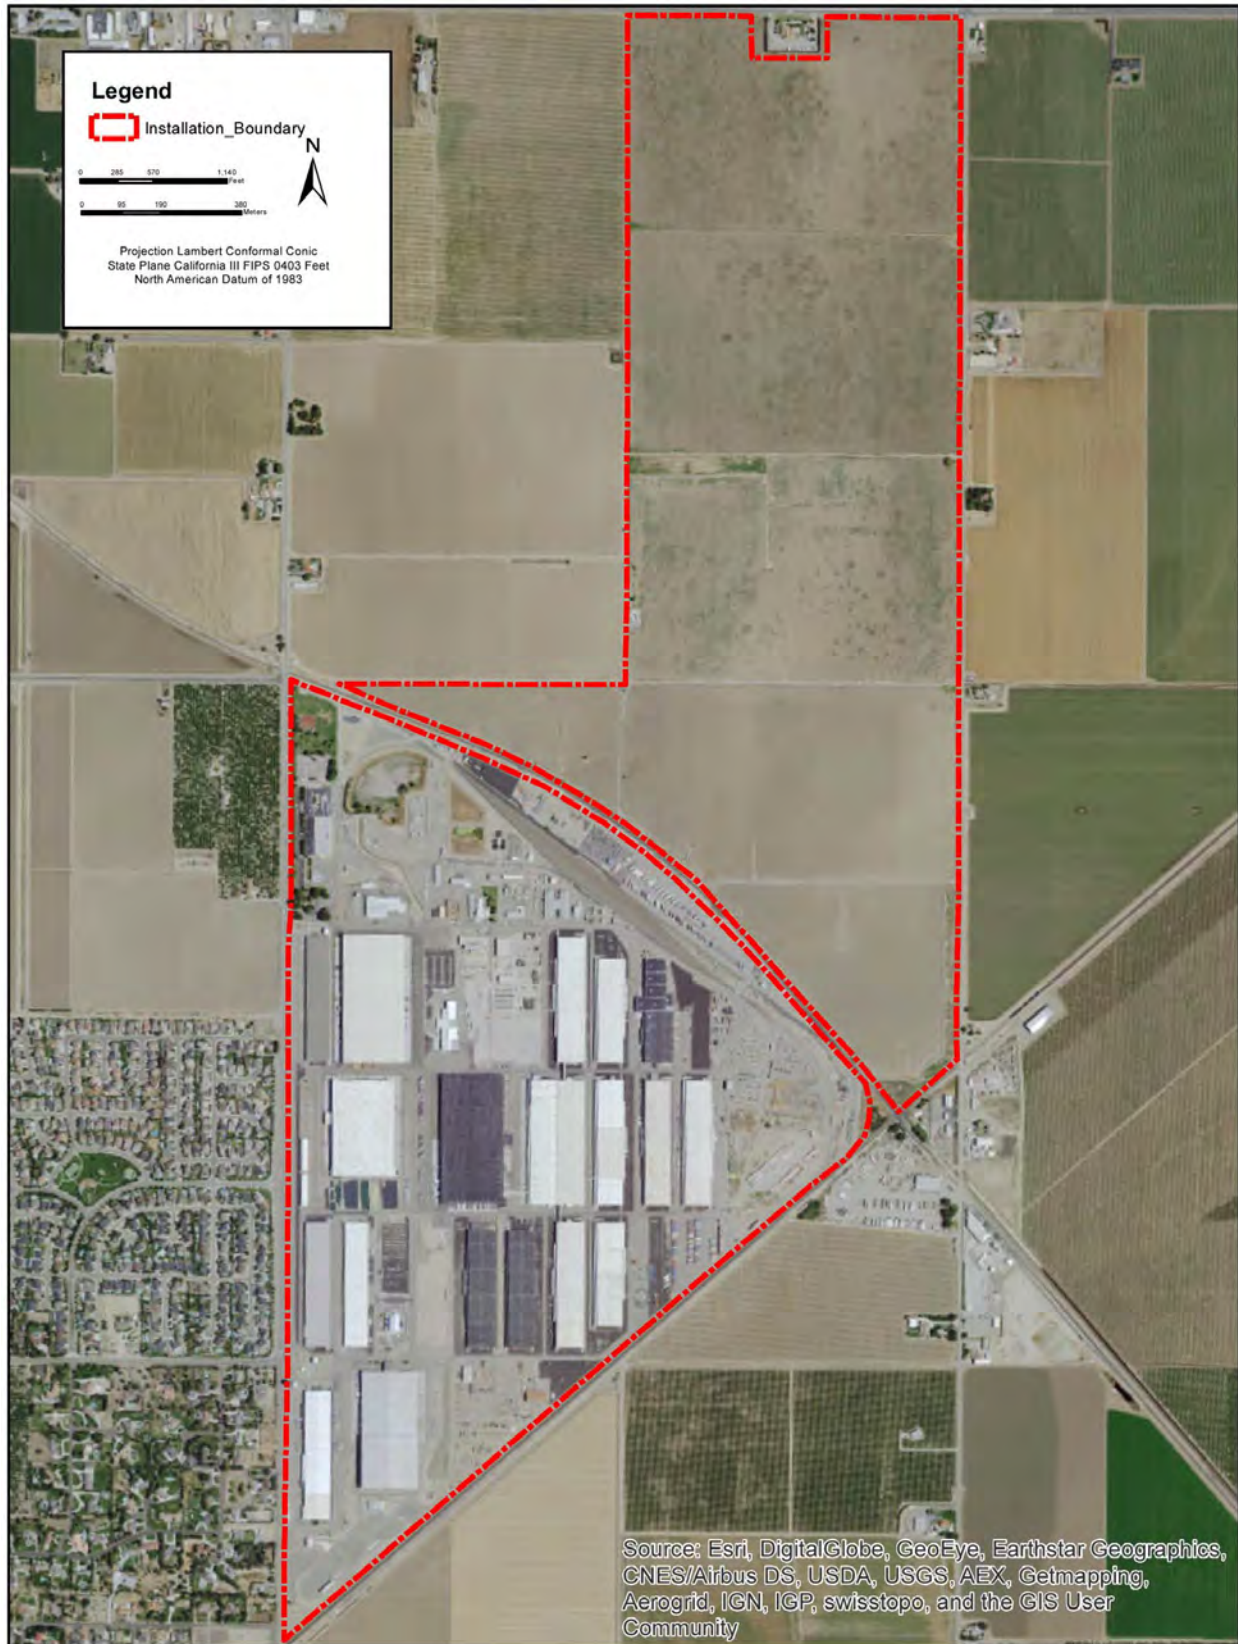 Legend
Installation_Boundary
N
0 285 570 1,140
Feet
0 95 190 380
Meters
Projection Lambert Conformal Conic
State Plane California III FIPS 0403 Feet
North American Datum of 1983
Source: Esri, DigitalGlobe, GeoEye, Earthstar Geographics,
CNES/Airbus DS, USDA, USGS, AEX, Getmapping,
Aerogrid, IGN, IGP, swisstopo, and the GIS User
Community